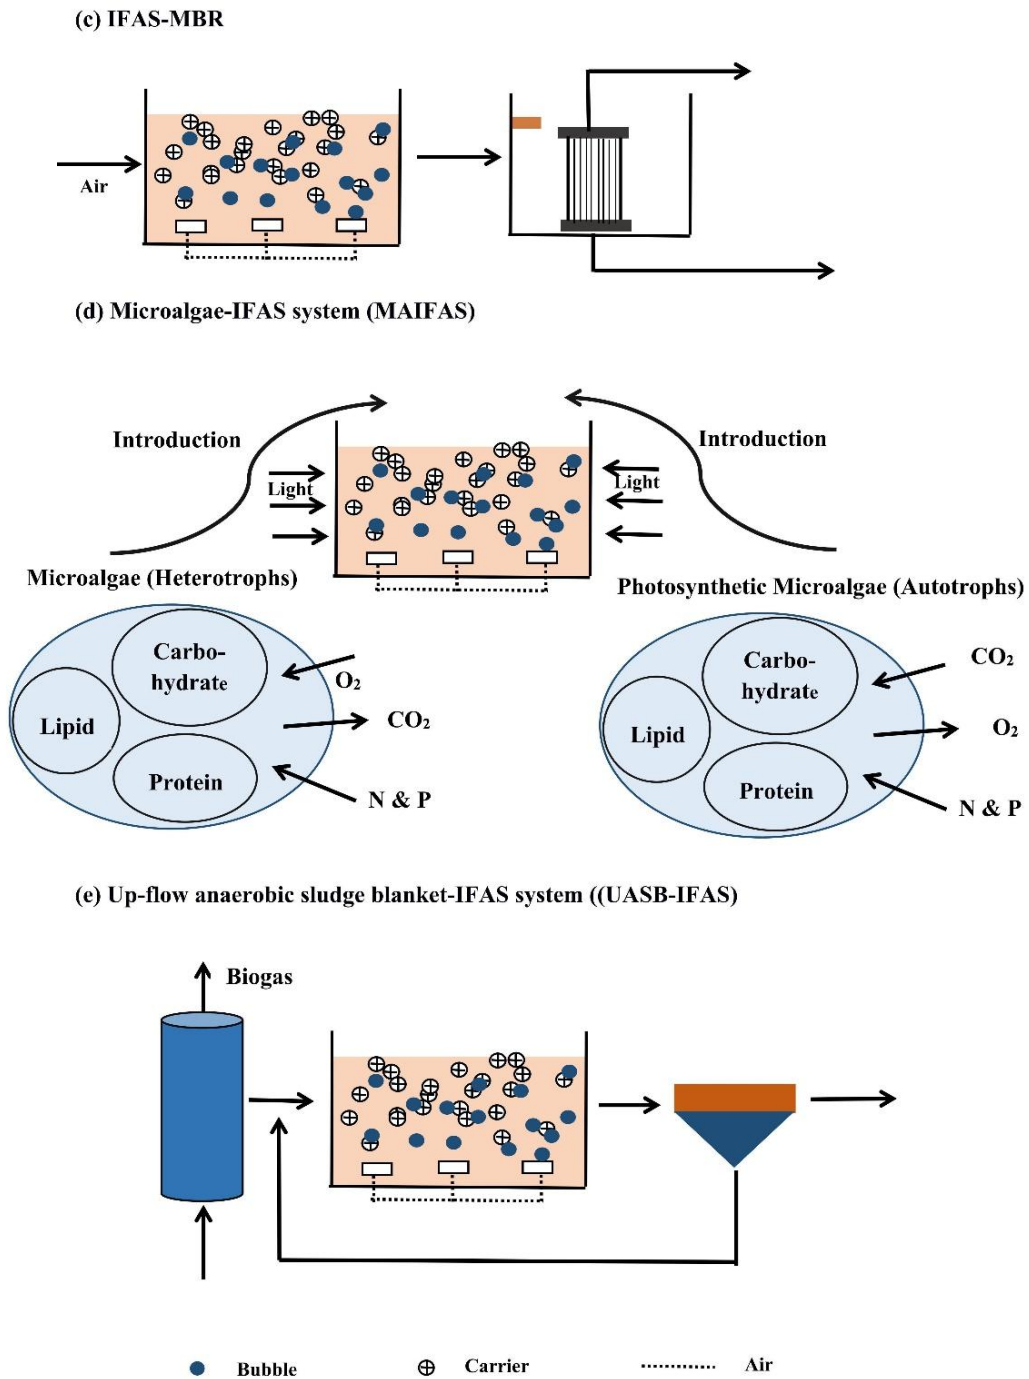 (c) IFAS-MBR
Air
(d) Microalgae-IFAS system (MAIFAS)
Introduction
Introduction
Light
Light
Microalgae (Heterotrophs)
Photosynthetic Microalgae (Autotrophs)
Carbo-
hydrate
Lipid
Protein
O₂
CO₂
N & P
Carbo-
hydrate
Lipid
Protein
CO₂
O₂
N & P
(e) Up-flow anaerobic sludge blanket-IFAS system ((UASB-IFAS)
Biogas
Bubble
Carrier
Air